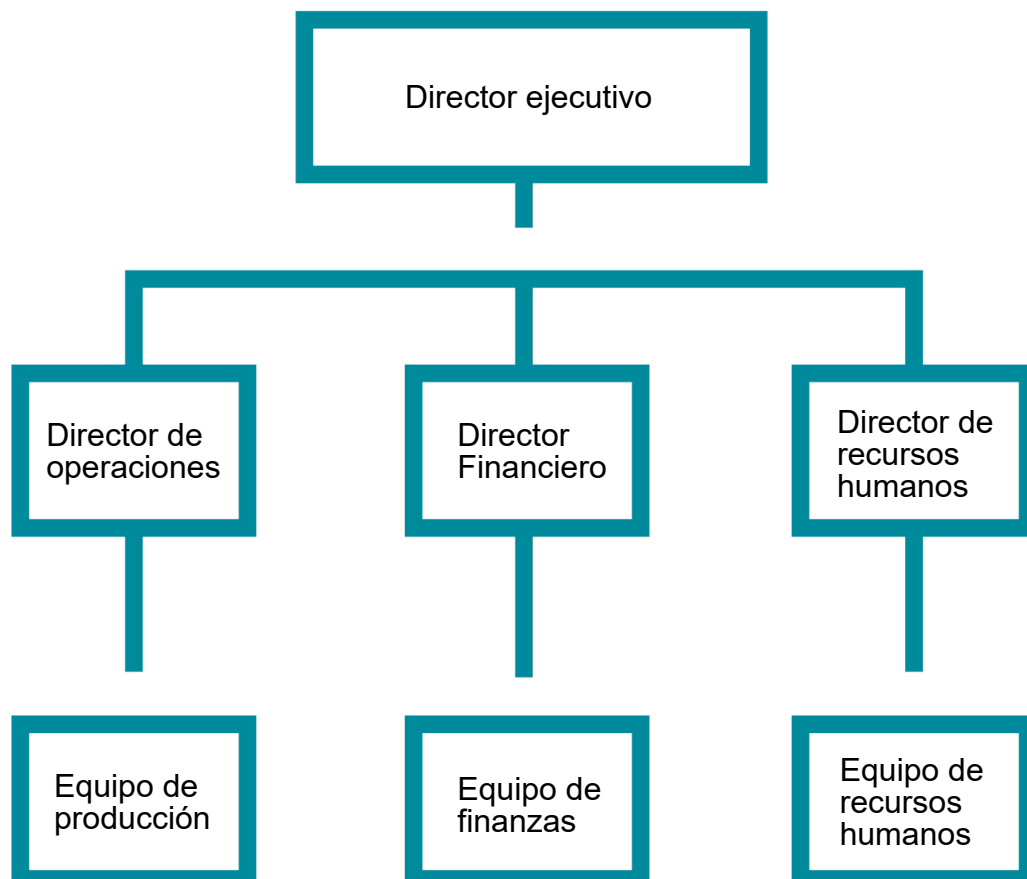 Director ejecutivo
Director de
operaciones
Director
Financiero
Director de
recursos
humanos
Equipo de
producción
Equipo de
finanzas
Equipo de
recursos
humanos